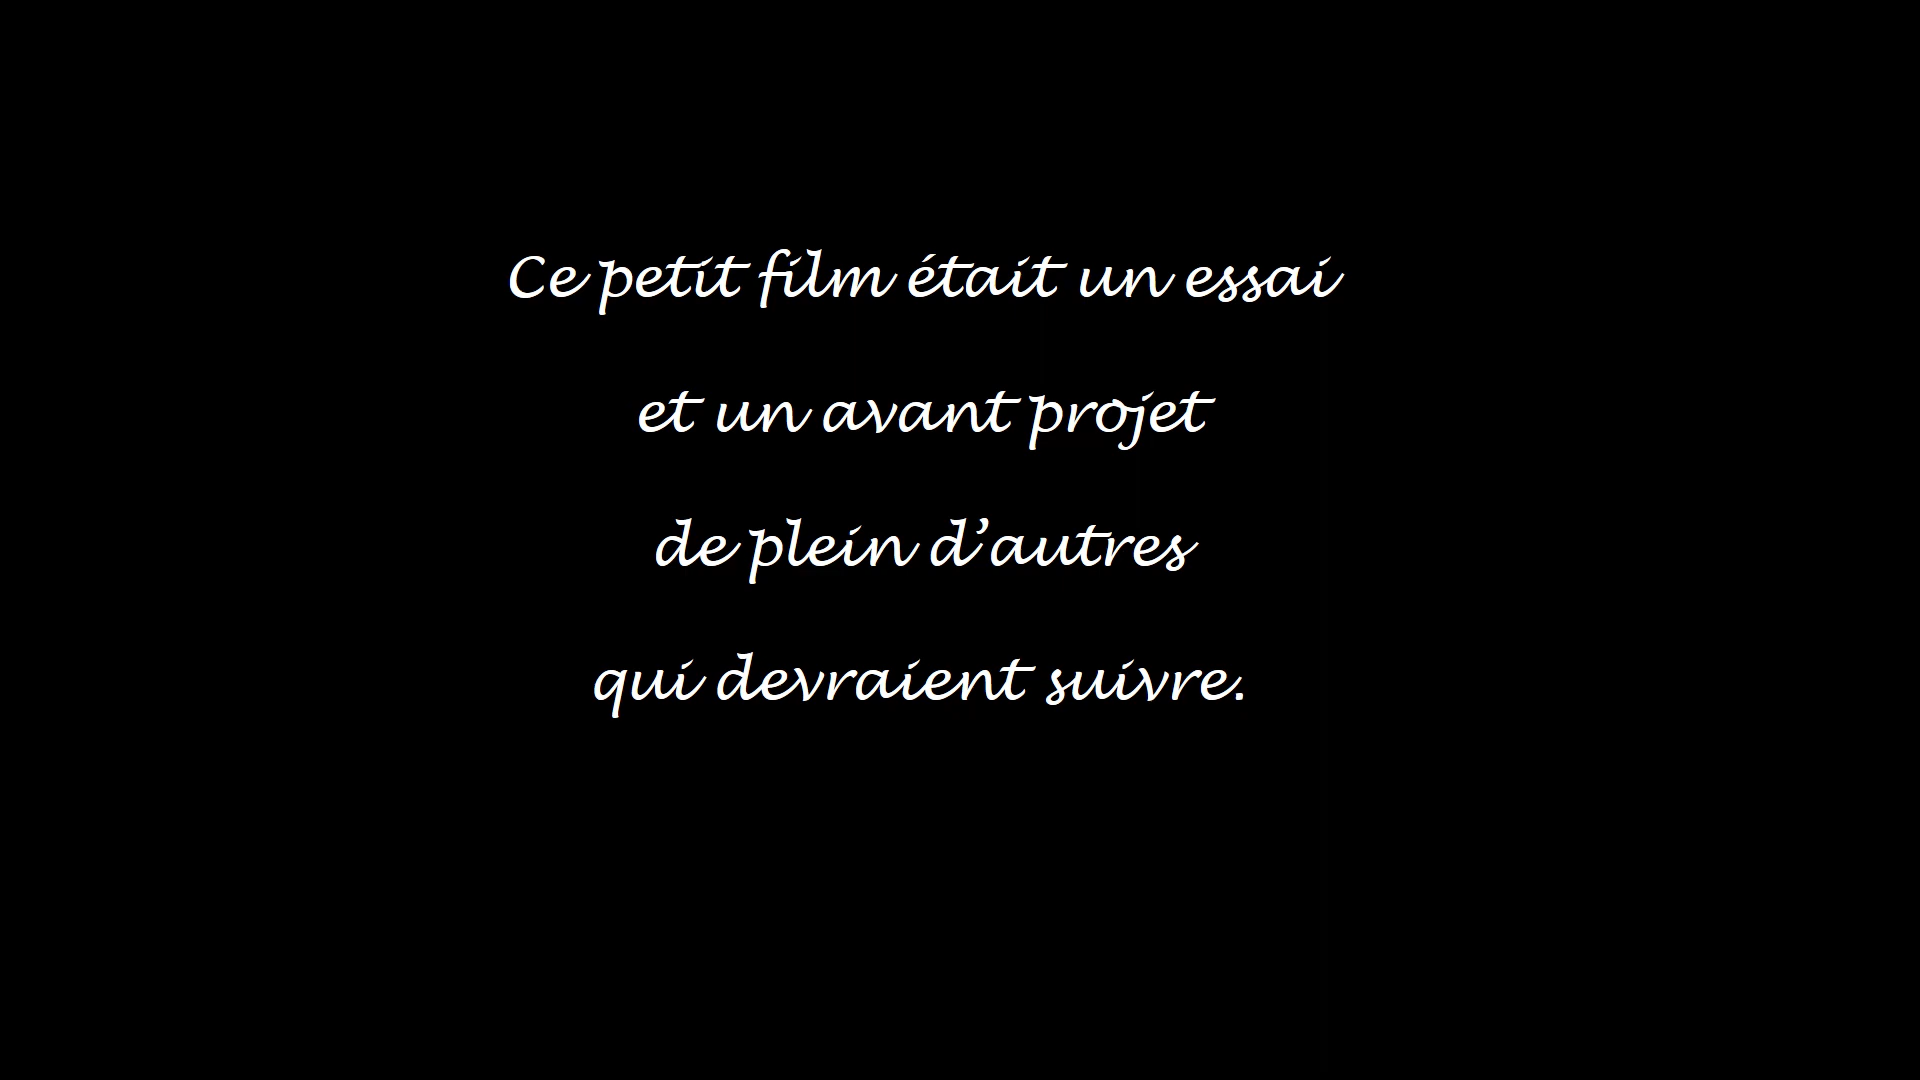 Ce petit film était un essai
et un avant projet
de plein d’autres
qui devraient suivre.